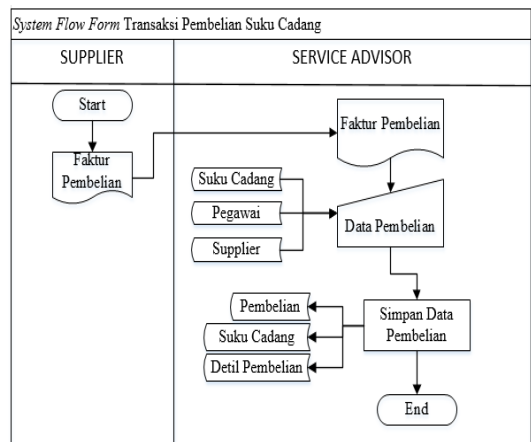 System Flow Form Transaksi Pembelian Suku Cadang
SUPPLIER
SERVICE ADVISOR
Start
Faktur
Pembelian
Faktur Pembelian
Suku Cadang
Pegawai
Supplier
Data Pembelian
Simpan Data
Pembelian
Pembelian
Suku Cadang
Detil Pembelian
End